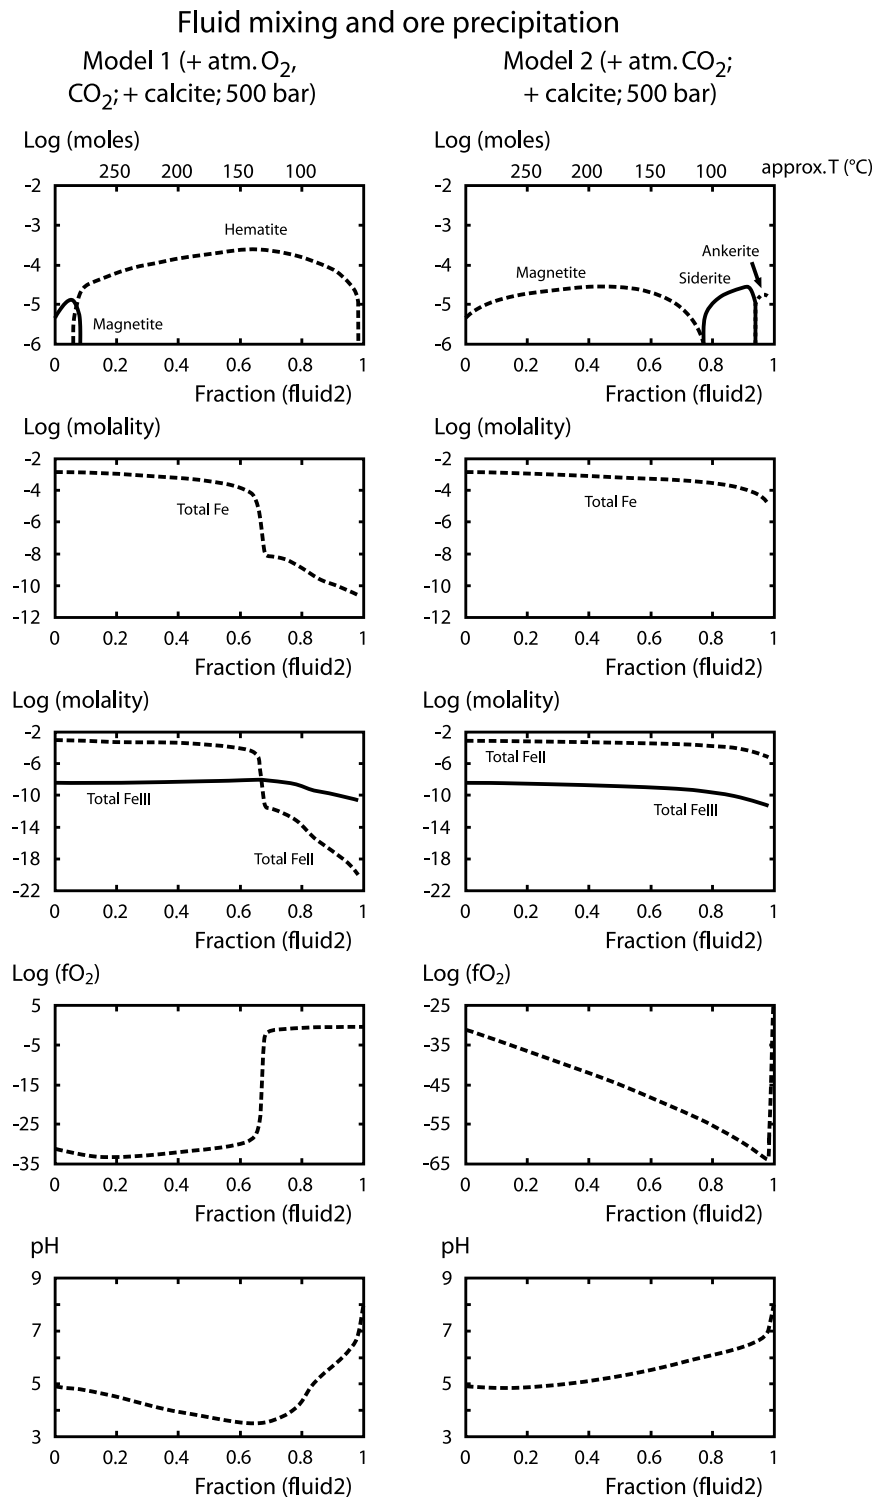 Fluid mixing and ore precipitation
Model 1 (+ atm. O2,
CO2; + calcite; 500 bar)
Model 2 (+ atm. CO2;
+ calcite; 500 bar)
Log (moles)
250 200 150 100
-2
-3
-4
-5
-6
Hematite
Magnetite
0 0.2 0.4 0.6 0.8 1
Fraction (fluid2)
Log (moles)
250 200 150 100 approx. T (°C)
-2
-3
-4
-5
-6
Magnetite
Siderite
Ankerite
0 0.2 0.4 0.6 0.8 1
Fraction (fluid2)
Log (molality)
-2
-4
-6
-8
-10
-12
Total Fe
0 0.2 0.4 0.6 0.8 1
Fraction (fluid2)
Log (molality)
-2
-4
-6
-8
-10
-12
Total Fe
0 0.2 0.4 0.6 0.8 1
Fraction (fluid2)
Log (molality)
-2
-6
-10
-14
-18
-22
Total FeIII
Total FeII
0 0.2 0.4 0.6 0.8 1
Fraction (fluid2)
Log (molality)
-2
-6
-10
-14
-18
-22
Total FeII
Total FeIII
0 0.2 0.4 0.6 0.8 1
Fraction (fluid2)
Log (fO2)
5
-5
-15
-25
-35
0 0.2 0.4 0.6 0.8 1
Fraction (fluid2)
Log (fO2)
-25
-35
-45
-55
-65
0 0.2 0.4 0.6 0.8 1
Fraction (fluid2)
pH
9
7
5
3
0 0.2 0.4 0.6 0.8 1
Fraction (fluid2)
pH
9
7
5
3
0 0.2 0.4 0.6 0.8 1
Fraction (fluid2)